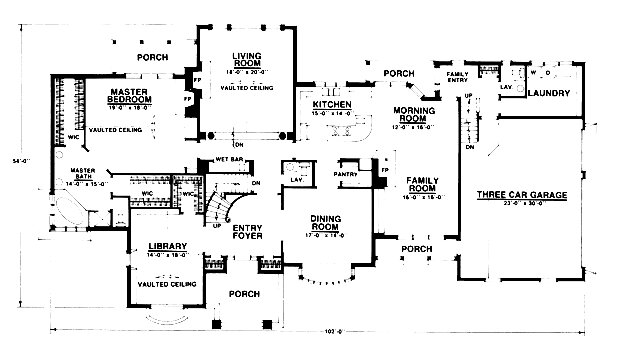 PORCH
LIVING
ROOM
18'-0" x 20'-0"
VAULTED CEILING
FP
FP
MASTER
BEDROOM
19'-0" x 18'-0"
VAULTED CEILING
WIC
KITCHEN
15'-0" x 14'-0"
PORCH
MORNING
ROOM
12'-0" x 16'-0"
FAMILY
ENTRY
UP
DN
LAV.
W D
LAUNDRY
54'-0"
DN
WET BAR
MASTER
BATH
14'-0" x 15'-0"
WIC
WIC
DN
UP
LAV.
PANTRY
FP
FAMILY
ROOM
16'-0" x 18'-0"
THREE CAR GARAGE
23'-0" x 30'-0"
LIBRARY
14'-0" x 18'-0"
VAULTED CEILING
ENTRY
FOYER
DINING
ROOM
PORCH
PORCH
102'-0"